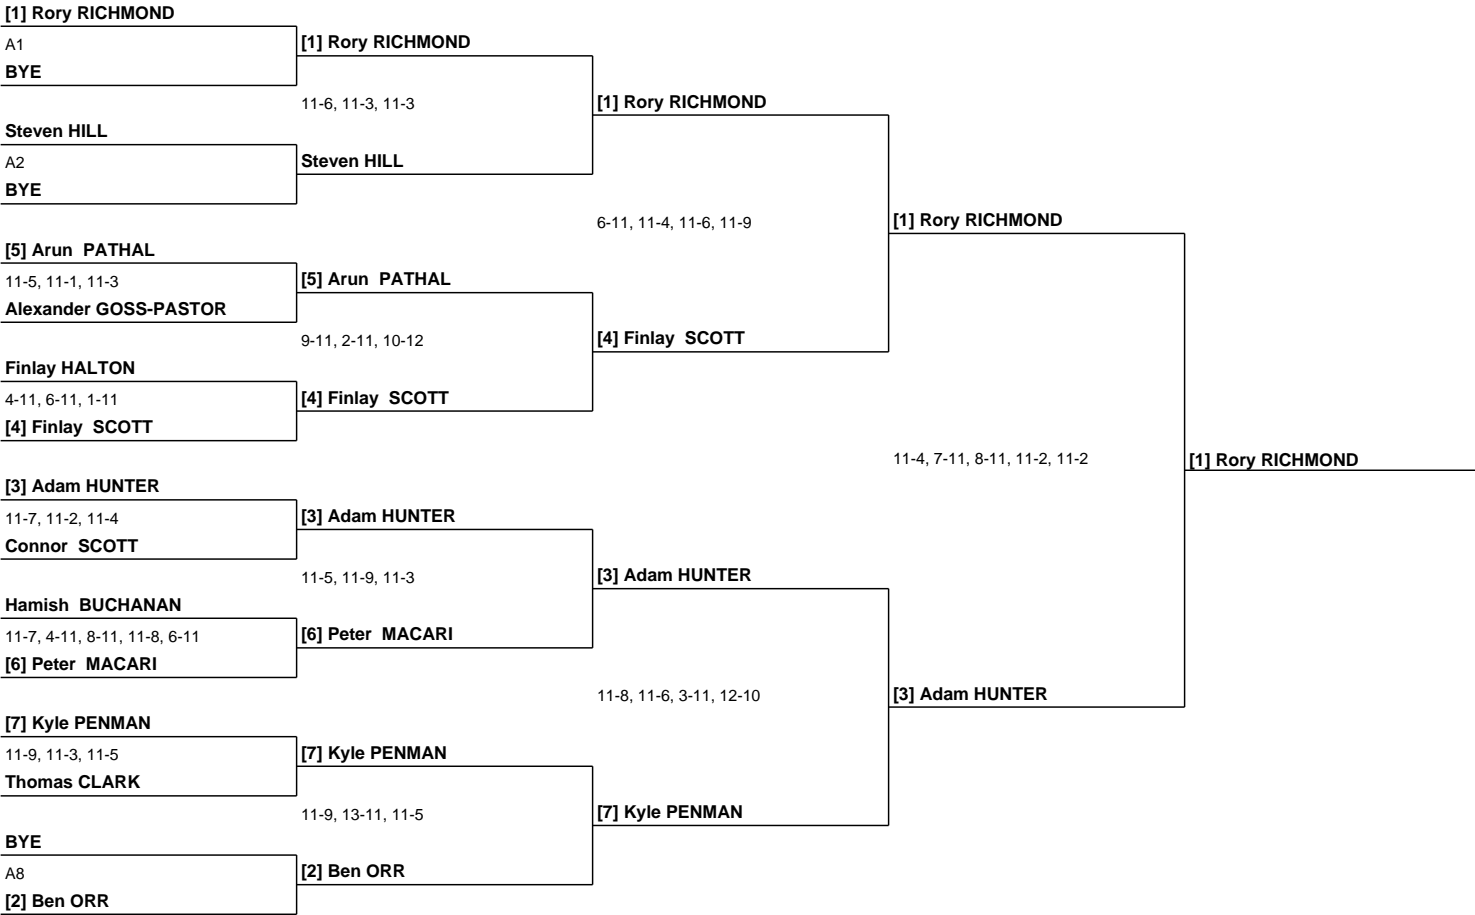 [1] Rory RICHMOND
A1
BYE
Steven HILL
A2
BYE
[5] Arun  PATHAL
11-5, 11-1, 11-3
Alexander GOSS-PASTOR
Finlay HALTON
4-11, 6-11, 1-11
[4] Finlay  SCOTT
[3] Adam HUNTER
11-7, 11-2, 11-4
Connor  SCOTT
Hamish  BUCHANAN
11-7, 4-11, 8-11, 11-8, 6-11
[6] Peter  MACARI
[7] Kyle PENMAN
11-9, 11-3, 11-5
Thomas CLARK
BYE
A8
[2] Ben ORR
[1] Rory RICHMOND
11-6, 11-3, 11-3
Steven HILL
[5] Arun  PATHAL
9-11, 2-11, 10-12
[4] Finlay  SCOTT
[3] Adam HUNTER
11-5, 11-9, 11-3
[6] Peter  MACARI
[7] Kyle PENMAN
11-9, 13-11, 11-5
[2] Ben ORR
[1] Rory RICHMOND
6-11, 11-4, 11-6, 11-9
[4] Finlay  SCOTT
[3] Adam HUNTER
11-8, 11-6, 3-11, 12-10
[7] Kyle PENMAN
[1] Rory RICHMOND
11-4, 7-11, 8-11, 11-2, 11-2
[3] Adam HUNTER
[1] Rory RICHMOND